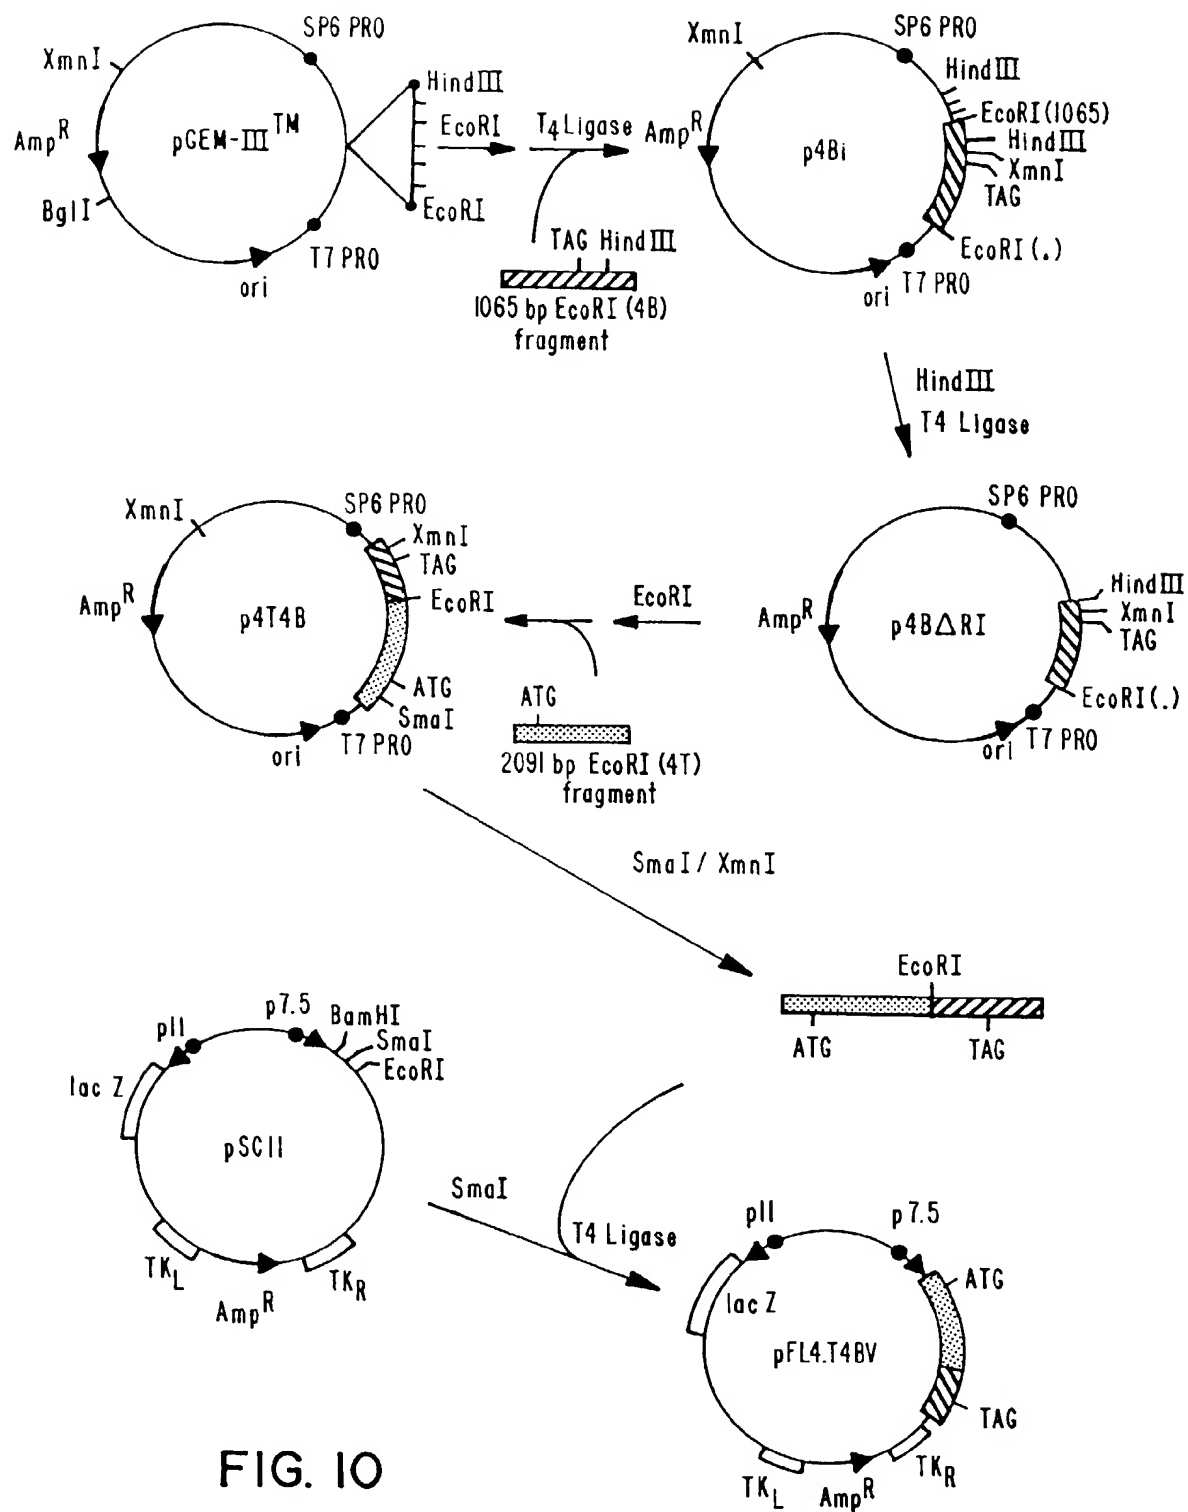 SP6 PRO
XmnI
HindIII
pGEM-III™
EcoRI
T4Ligase
AmpR
BglI
EcoRI
T7 PRO
ori
TAG HindIII
1065 bp EcoRI (4B)
fragment
XmnI
SP6 PRO
HindIII
EcoRI(1065)
AmpR
HindIII
p4Bi
XmnI
TAG
EcoRI(.)
T7 PRO
ori
HindIII
T4 Ligase
SP6 PRO
XmnI
XmnI
TAG
AmpR
EcoRI
p4T4B
ATG
SmaI
T7 PRO
ori
EcoRI
ATG
2091 bp EcoRI (4T)
fragment
SP6 PRO
HindIII
XmnI
AmpR
p4BΔRI
TAG
EcoRI(.)
T7 PRO
ori
SmaI / XmnI
EcoRI
ATG
TAG
p7.5
BamHI
p11
SmaI
EcoRI
lac Z
pSC11
TKL
TKR
AmpR
SmaI
T4 Ligase
p11
p7.5
ATG
lac Z
pFL4.T4BV
TAG
TKL
AmpR
TKR
FIG. 10